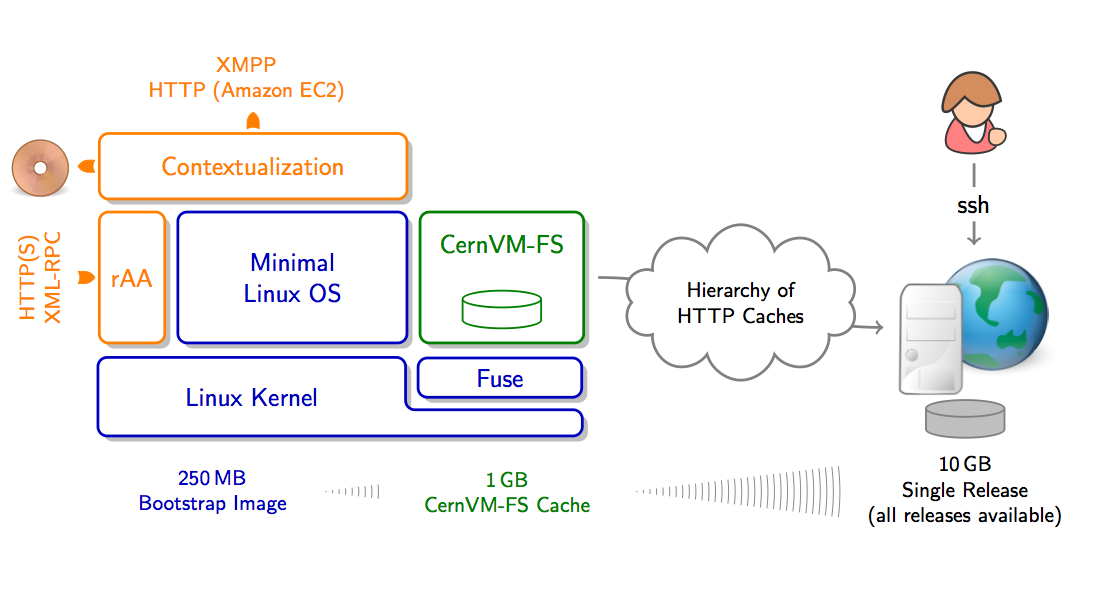 XMPP
HTTP (Amazon EC2)
Contextualization
HTTP(S)
XML-RPC
rAA
Minimal
Linux OS
CernVM-FS
Hierarchy of
HTTP Caches
ssh
Linux Kernel
Fuse
250 MB
Bootstrap Image
1 GB
CernVM-FS Cache
10 GB
Single Release
(all releases available)